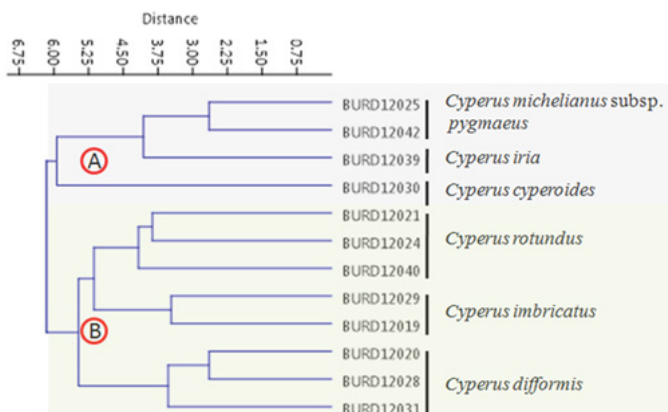 Distance
6.75 6.00 5.25 4.50 3.75 3.00 2.25 1.50 0.75
BURD12025 Cyperus michelianus subsp.
BURD12042 pygmaeus
A
BURD12039 Cyperus iria
BURD12030 Cyperus cyperoides
BURD12021
BURD12024 Cyperus rotundus
BURD12040
BURD12029
Cyperus imbricatus
BURD12019
B
BURD12020
BURD12028 Cyperus difformis
BURD12031